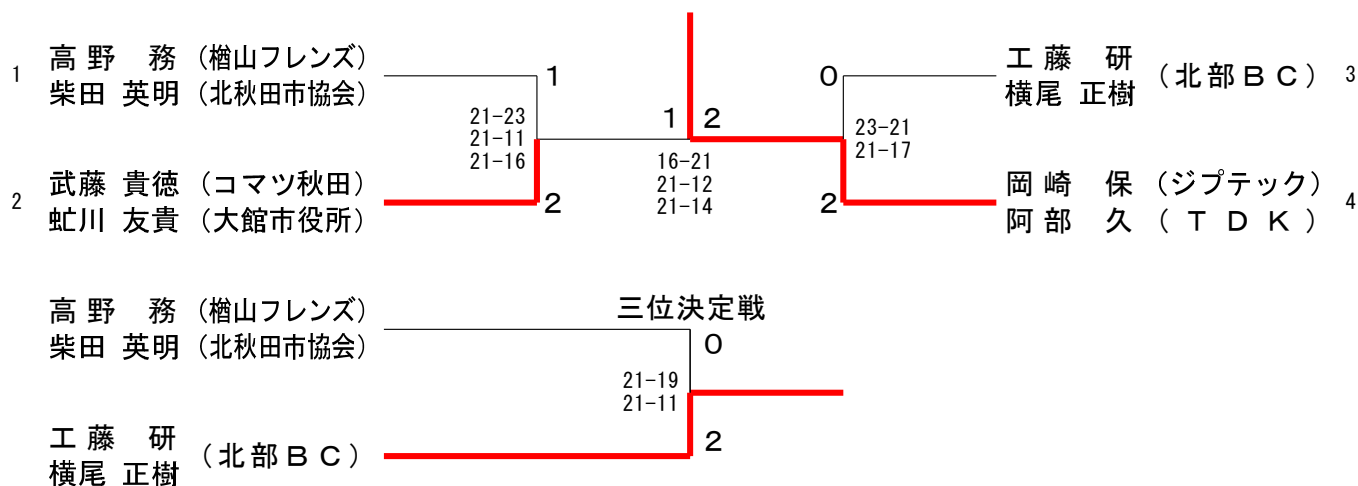 1 高野 務 (楢山フレンズ)
柴田 英明 (北秋田市協会)
2 武藤 貴徳 (コマツ秋田)
虻川 友貴 (大館市役所)
1
21-23
21-11
21-16
2
1 2
16-21
21-12
21-14
0
23-21
21-17
2
工藤 研
横尾 正樹 (北部BC) 3
岡崎 保 (ジプテック)
阿部 久 (TDK) 4
三位決定戦
高野 務 (楢山フレンズ)
柴田 英明 (北秋田市協会)
工藤 研
横尾 正樹 (北部BC)
0
21-19
21-11
2